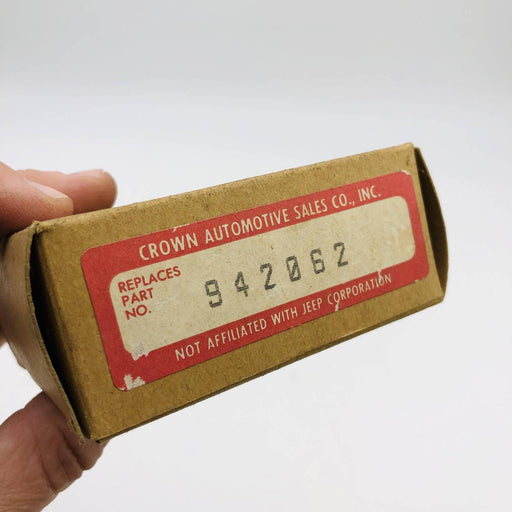 CROWN AUTOMOTIVE SALES CO., INC.
REPLACES
PART
NO.
942062
NOT AFFILIATED WITH JEEP CORPORATION